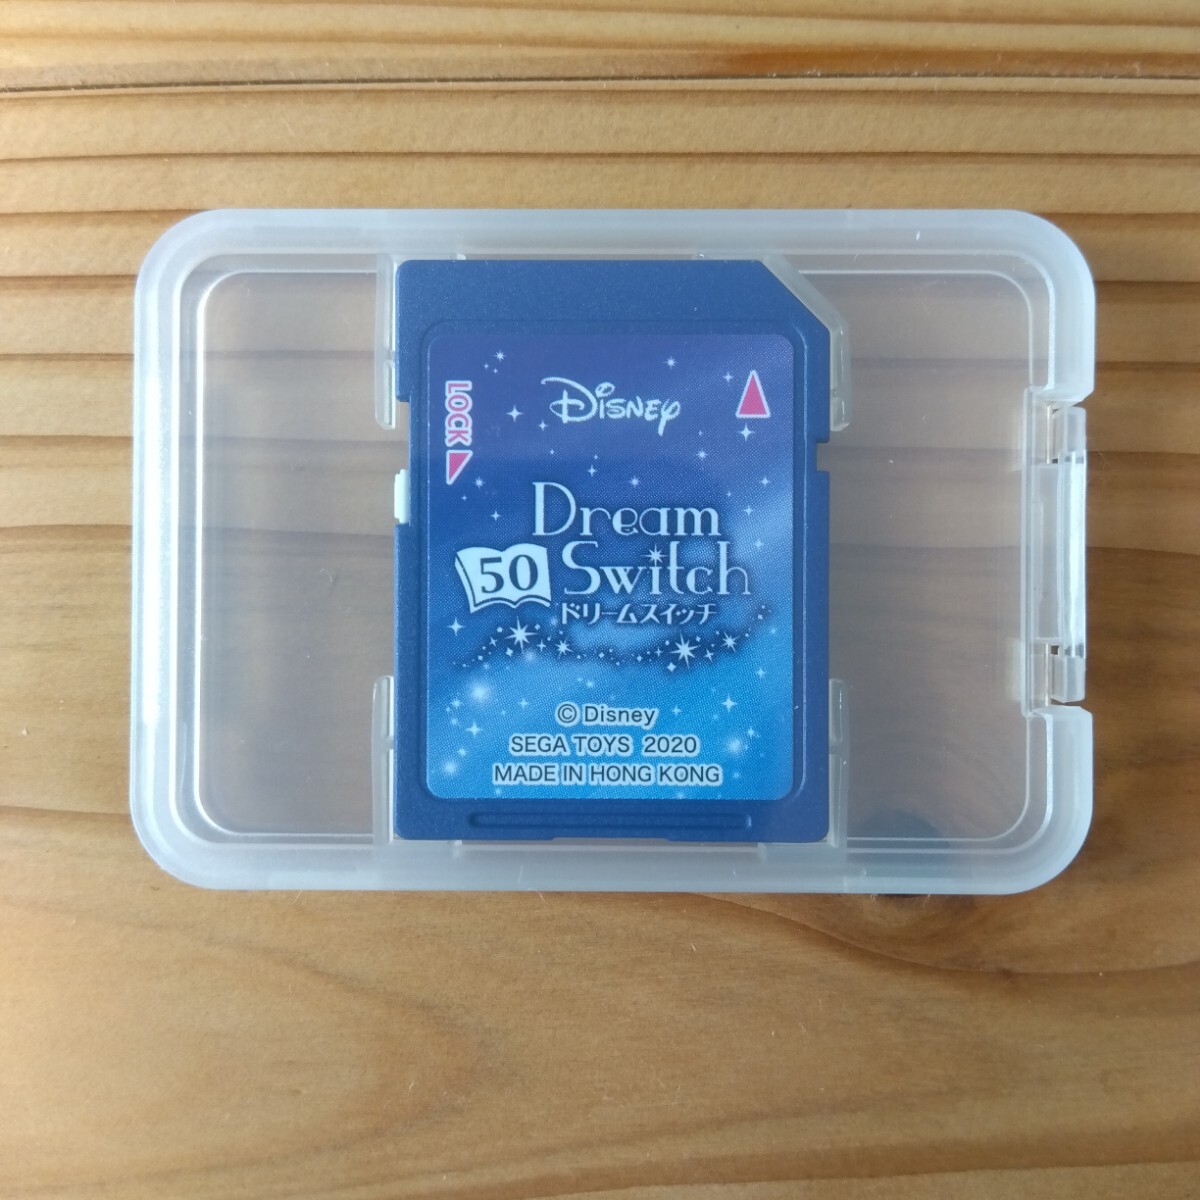 LOCK
Disney
Dream
50 Switch
ドリームスイッチ
© Disney
SEGA TOYS 2020
MADE IN HONG KONG